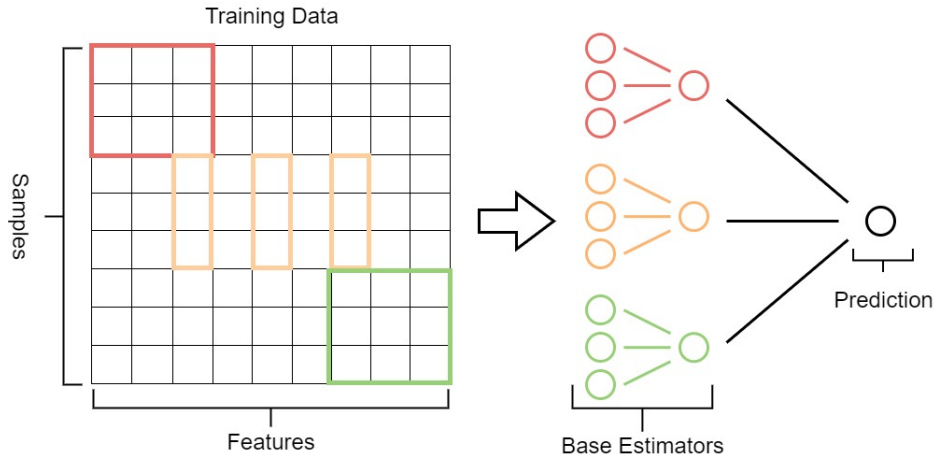 Training Data
Samples
Features
Base Estimators
Prediction